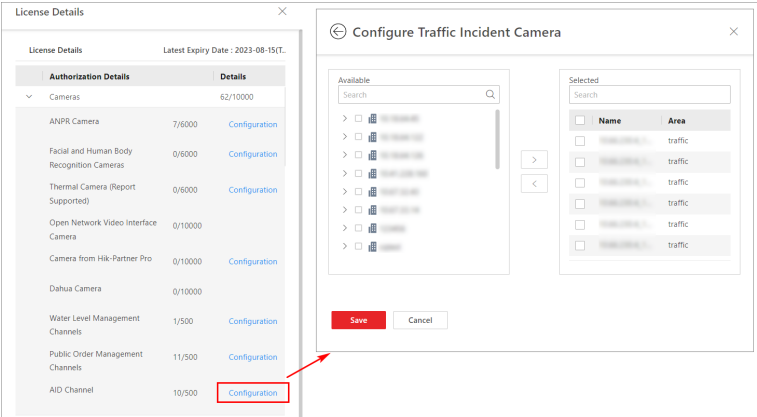 License Details
License Details
Latest Expiry Date : 2023-08-15(T..
Authorization Details
Details
Cameras
62/10000
ANPR Camera
7/6000
Configuration
Facial and Human Body
Recognition Cameras
0/6000
Configuration
Thermal Camera (Report
Supported)
0/6000
Configuration
Open Network Video Interface
Camera
0/10000
Camera from Hik-Partner Pro
0/10000
Configuration
Dahua Camera
0/10000
Water Level Management
Channels
1/500
Configuration
Public Order Management
Channels
11/500
Configuration
AID Channel
10/500
Configuration
Configure Traffic Incident Camera
Available
Search
Selected
Search
Name
Area
traffic
traffic
traffic
traffic
traffic
traffic
Save
Cancel